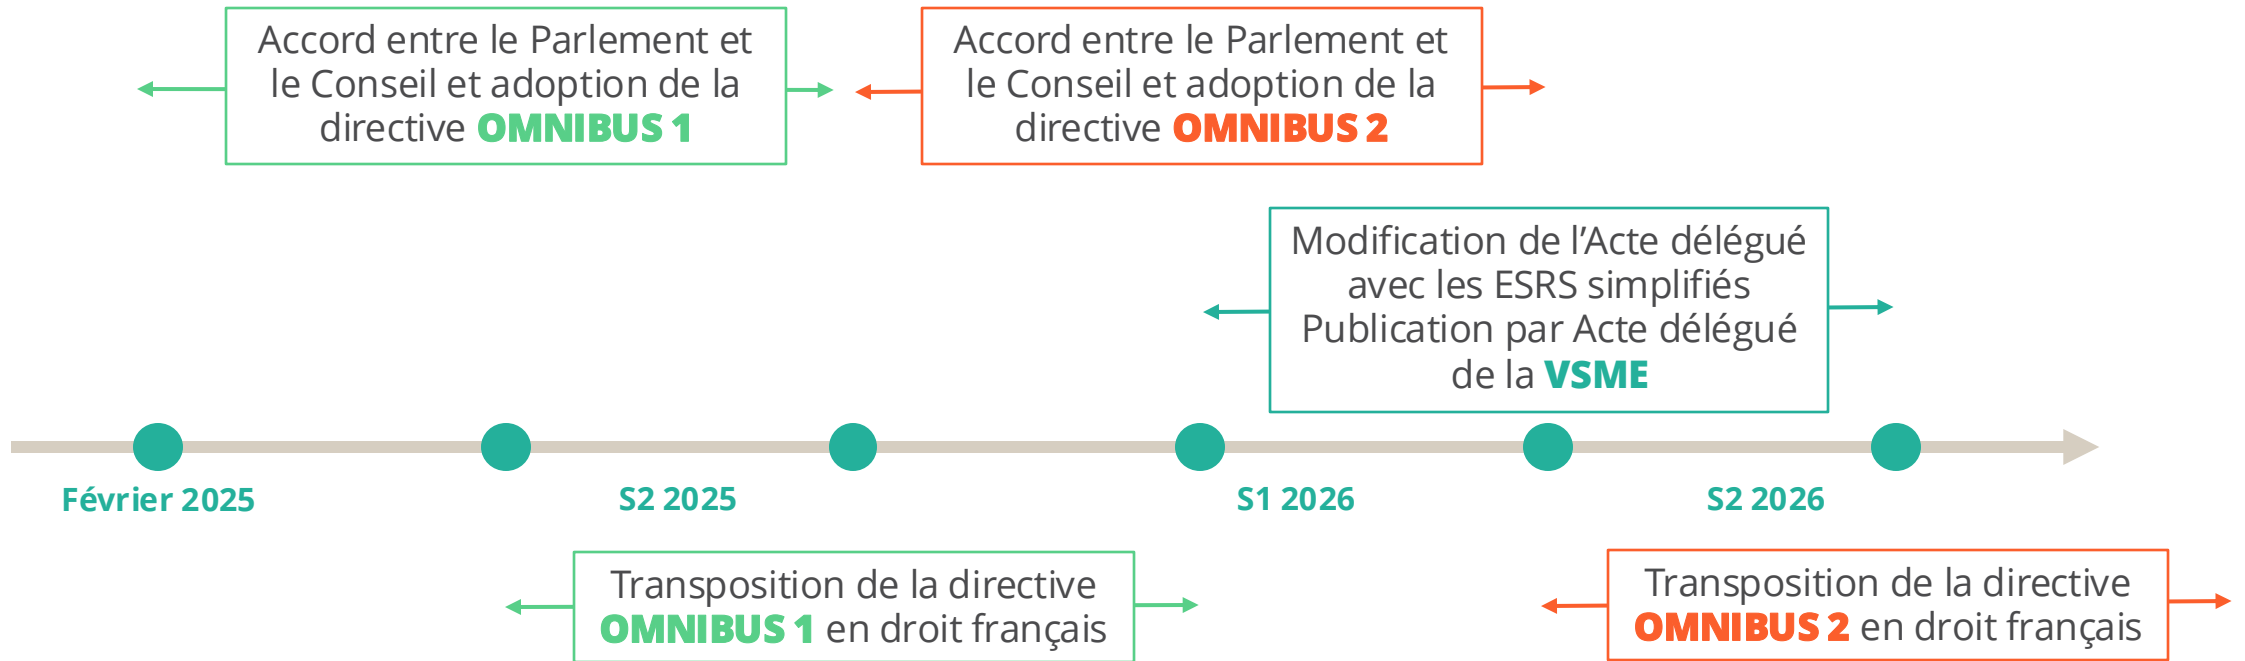 Accord entre le Parlement et
le Conseil et adoption de la
directive OMNIBUS 1
Accord entre le Parlement et
le Conseil et adoption de la
directive OMNIBUS 2
Modification de l’Acte délégué
avec les ESRS simplifiés
Publication par Acte délégué
de la VSME
Février 2025
S2 2025
S1 2026
S2 2026
Transposition de la directive
OMNIBUS 1 en droit français
Transposition de la directive
OMNIBUS 2 en droit français